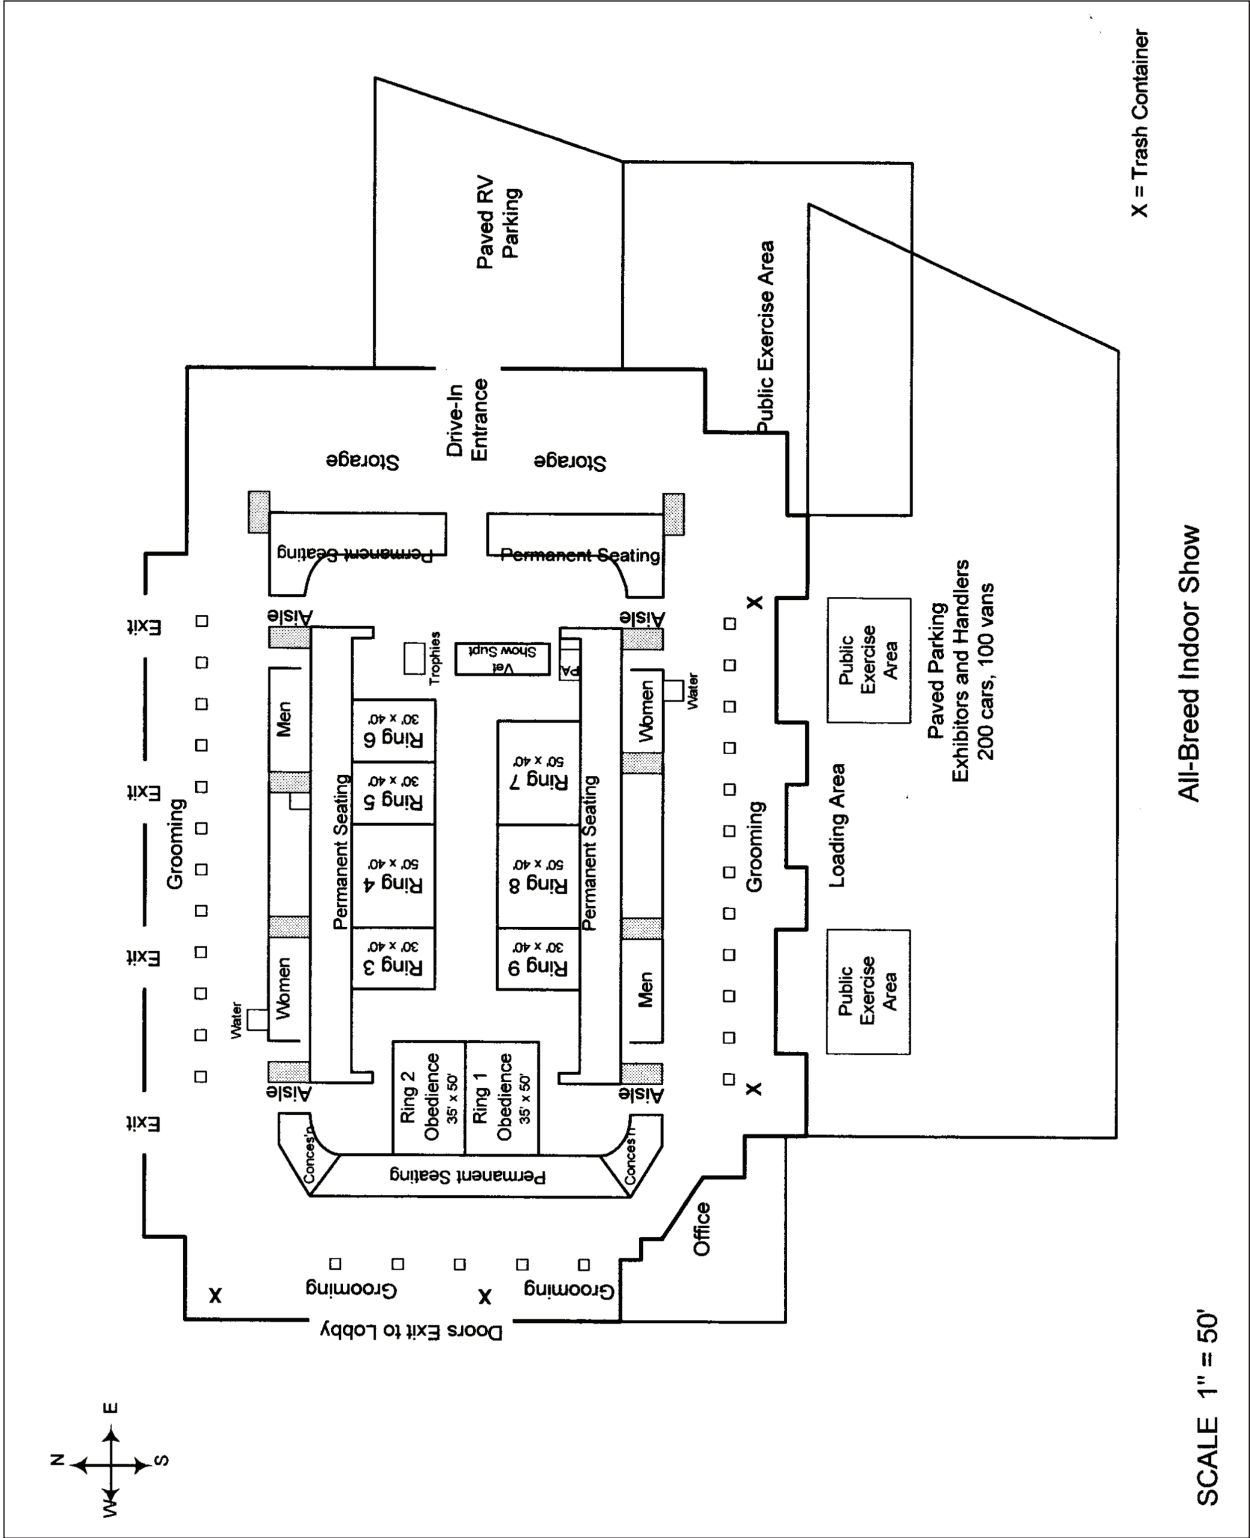 N
W E
S
Exit
Exit
Exit
Exit
Grooming
X
Water
Women
Men
Aisle
Aisle
Conces'n
Permanent Seating
Permanent Seating
Storage
Grooming
Doors Exit to Lobby
Ring 3
30' x 40'
Ring 4
50' x 40'
Ring 5
30' x 40'
Ring 6
30' x 40'
Trophies
Ring 2
Obedience
35' x 50'
Ring 1
Obedience
35' x 50'
Permanent Seating
Vet
Show Supt
Drive-In
Entrance
Paved RV
Parking
X
Grooming
Ring 9
30' x 40'
Ring 8
50' x 40'
Ring 7
50' x 40'
PA
Permanent Seating
Permanent Seating
Storage
Conces'n
Aisle
Men
Women
Aisle
Water
Office
X
Grooming
X
Public Exercise Area
Loading Area
Public
Exercise
Area
Public
Exercise
Area
Paved Parking
Exhibitors and Handlers
200 cars, 100 vans
X = Trash Container
All-Breed Indoor Show
SCALE 1" = 50'